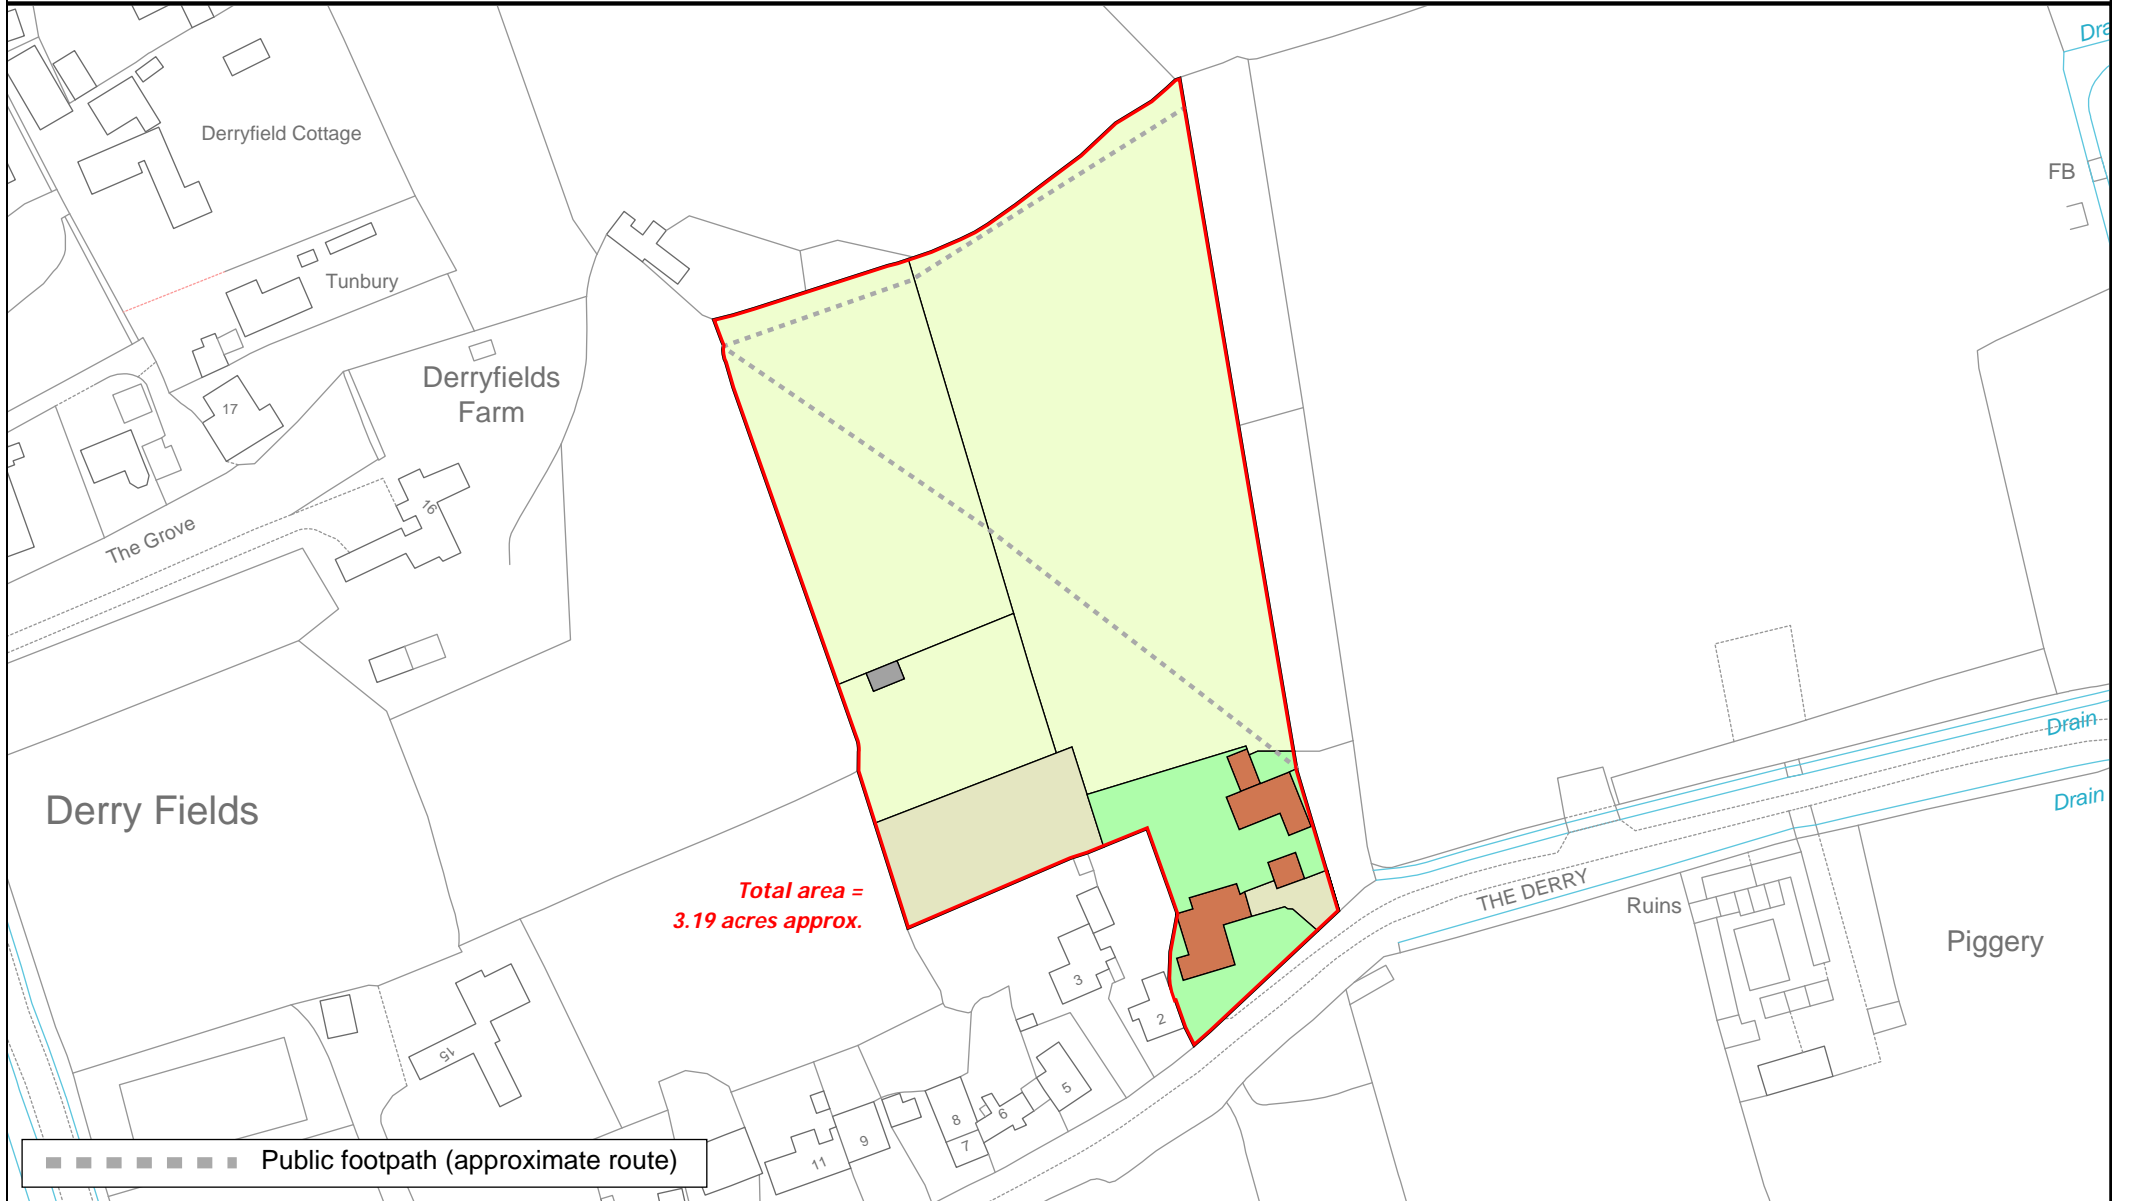 Dra
Derryfield Cottage
FB
Tunbury
Derryfields
Farm
17
16
The Grove
Drain
Drain
Derry Fields
Total area =
3.19 acres approx.
THE DERRY
Ruins
Piggery
3
2
15
5
8
6
9
7
11
Public footpath (approximate route)